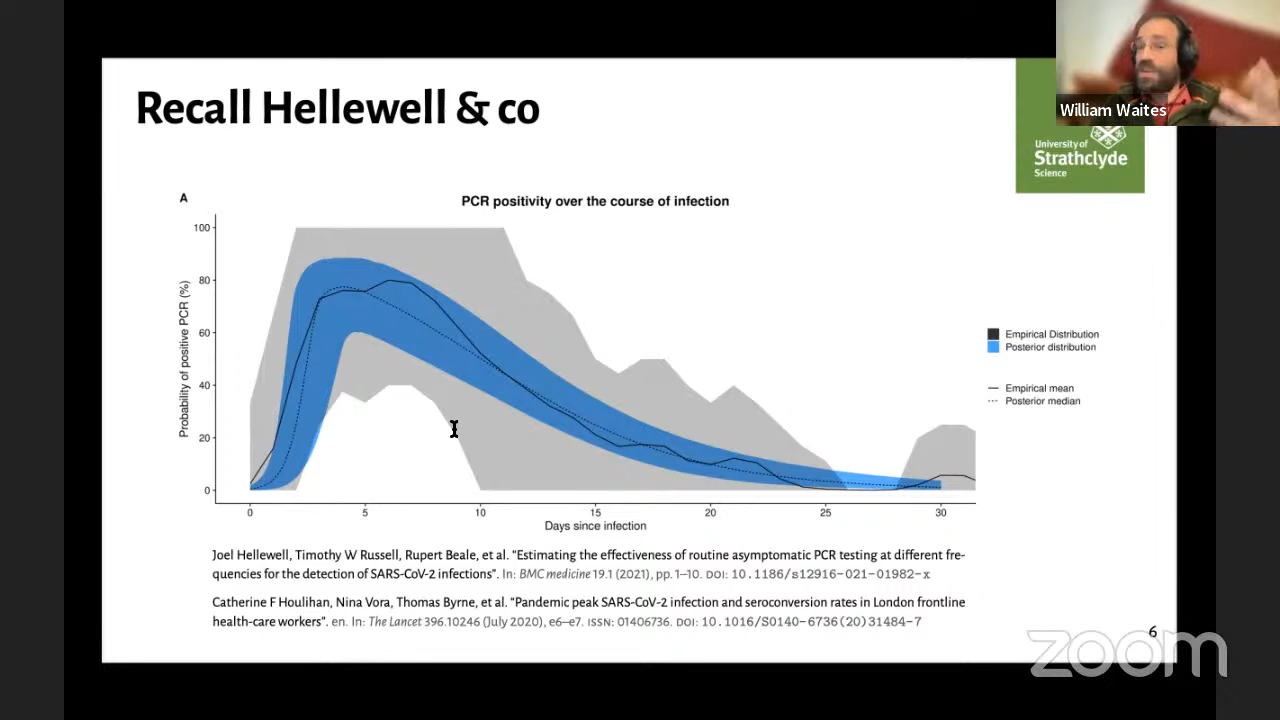 Recall Hellewell & co
William Waites
University of
Strathclyde
Science
A
PCR positivity over the course of infection
Probability of positive PCR (%)
100
80
60
40
20
0
0
5
10
15
20
25
30
Days since infection
Empirical Distribution
Posterior distribution
Empirical mean
Posterior median
Joel Hellewell, Timothy W Russell, Rupert Beale, et al. “Estimating the effectiveness of routine asymptomatic PCR testing at different fre-
quencies for the detection of SARS-CoV-2 infections”. In: BMC medicine 19.1 (2021), pp. 1–10. DOI: 10.1186/s12916-021-01982-x
Catherine F Houlihan, Nina Vora, Thomas Byrne, et al. “Pandemic peak SARS-CoV-2 infection and seroconversion rates in London frontline
health-care workers”. en. In: The Lancet 396.10246 (July 2020), e6–e7. ISSN: 01406736. DOI: 10.1016/S0140-6736(20)31484-7
6
zoom